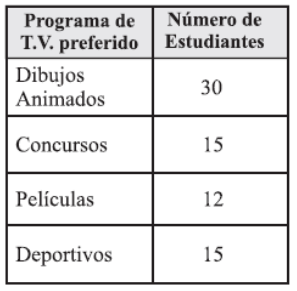 Programa de Número de
T.V. preferido Estudiantes
Dibujos
Animados 30
Concursos 15
Películas 12
Deportivos 15